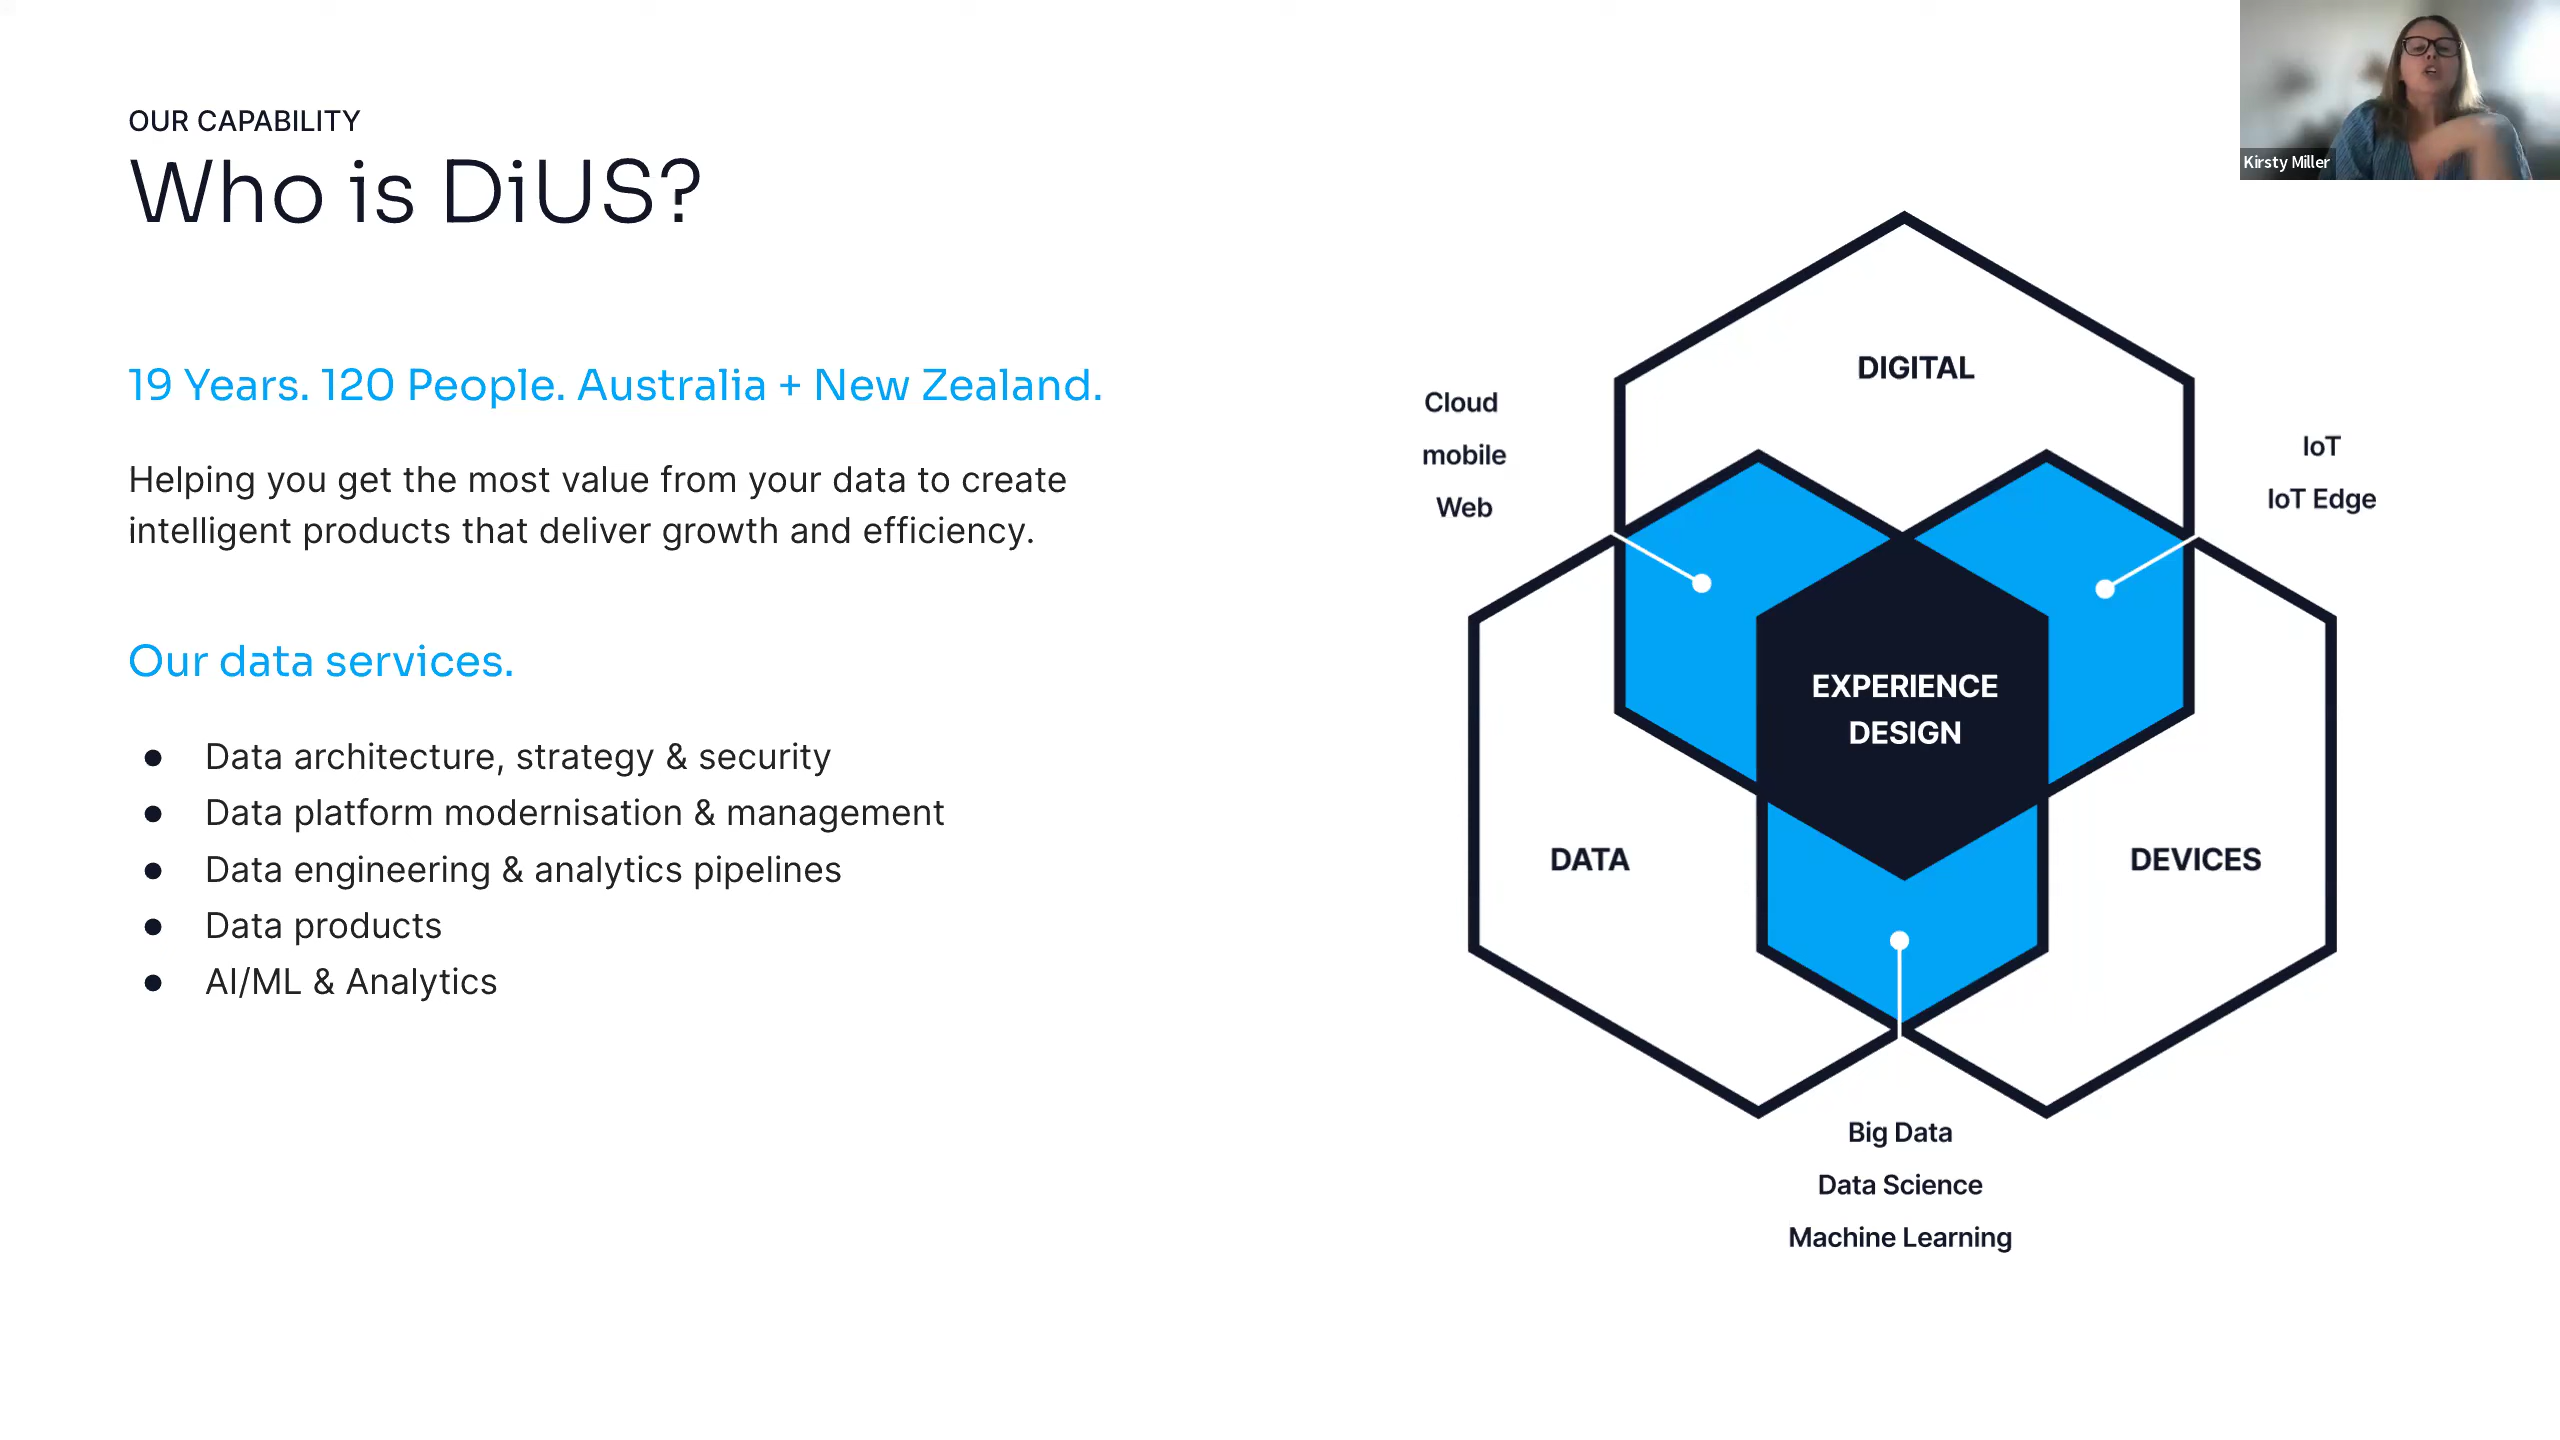 OUR CAPABILITY
Who is DiUS?
19 Years. 120 People. Australia + New Zealand.
Helping you get the most value from your data to create
intelligent products that deliver growth and efficiency.
Our data services.
● Data architecture, strategy & security
● Data platform modernisation & management
● Data engineering & analytics pipelines
● Data products
● AI/ML & Analytics
Kirsty Miller
DIGITAL
Cloud
mobile
Web
IoT
IoT Edge
EXPERIENCE
DESIGN
DATA
DEVICES
Big Data
Data Science
Machine Learning